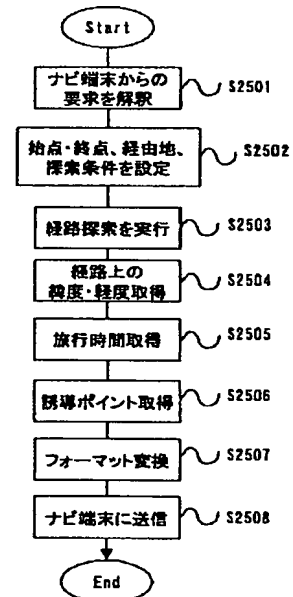 Start
ナビ端末からの
要求を解釈
S2501
始点・終点、経由地、
探索条件を設定
S2502
経路探索を実行
S2503
経路上の
緯度・経度取得
S2504
旅行時間取得
S2505
誘導ポイント取得
S2506
フォーマット変換
S2507
ナビ端末に送信
S2508
End